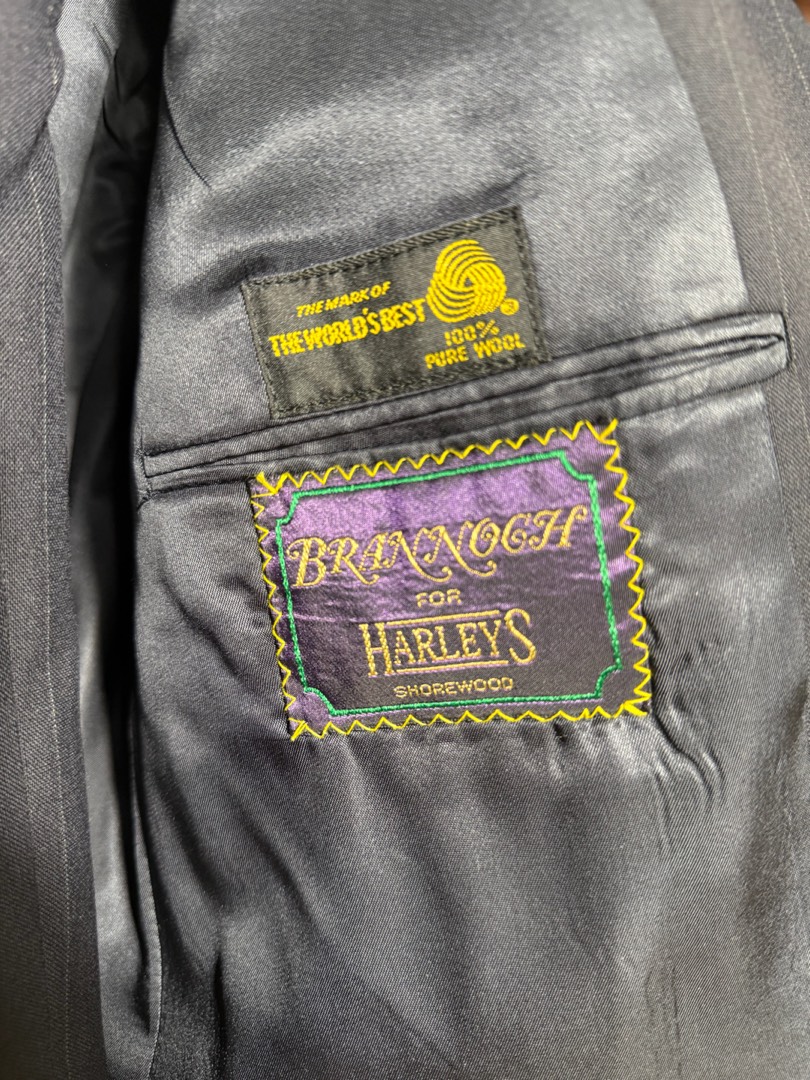 THE MARK OF
THE WORLD'S BEST
®
100%
PURE WOOL
BRANNOCH
FOR
HARLEYS
SHOREWOOD